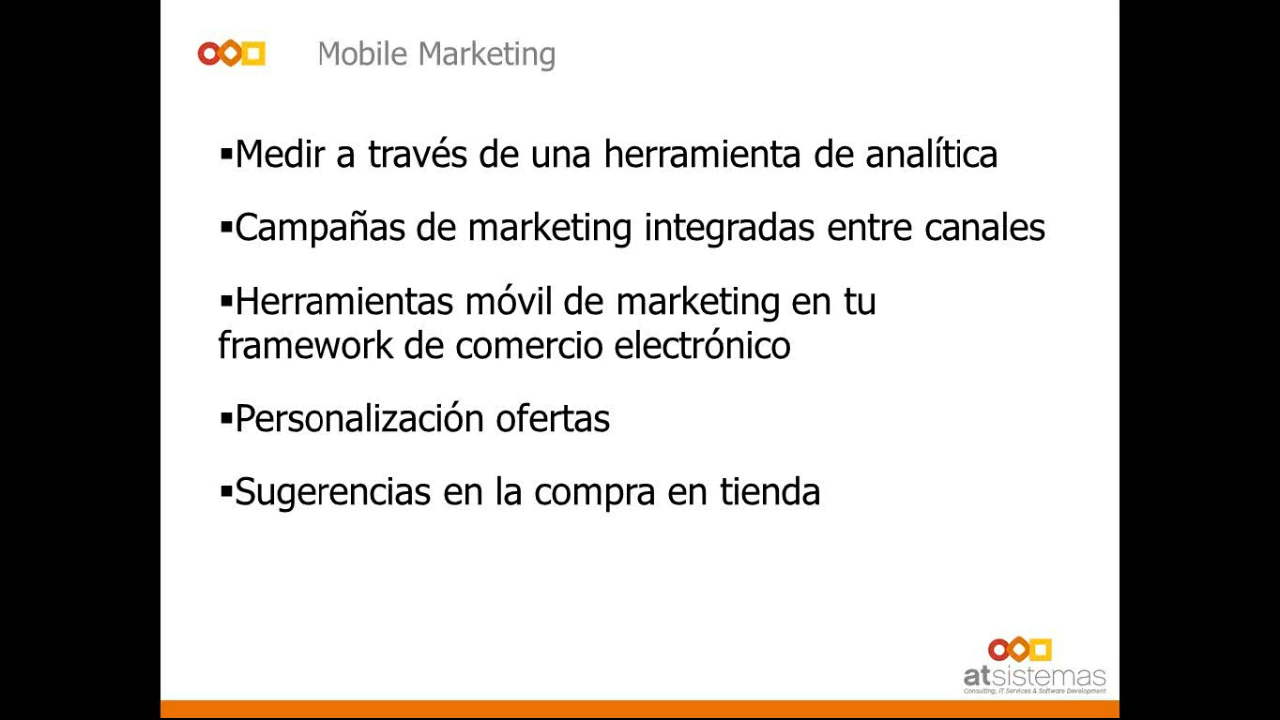 Mobile Marketing
▪Medir a través de una herramienta de analítica
▪Campañas de marketing integradas entre canales
▪Herramientas móvil de marketing en tu
framework de comercio electrónico
▪Personalización ofertas
▪Sugerencias en la compra en tienda
atsistemas
Consulting, IT Services & Software Development